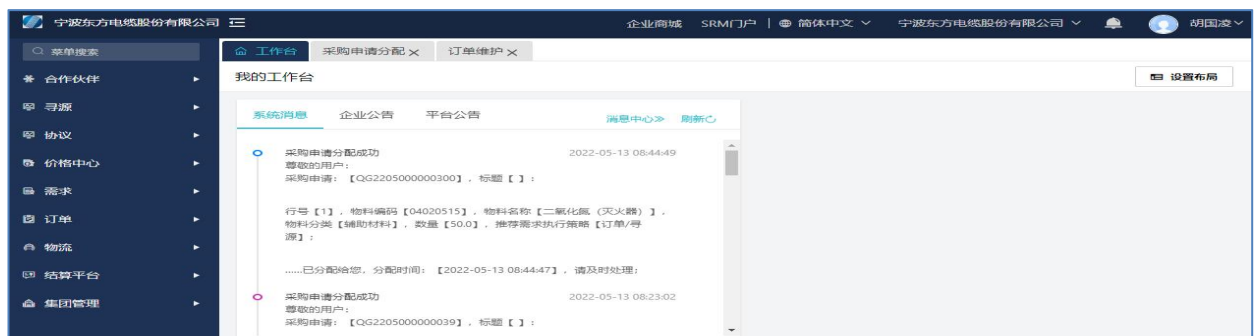 宁波东方电缆股份有限公司
企业商城 SRM门户 简体中文 宁波东方电缆股份有限公司 胡国凌
菜单搜索
工作台 采购申请分配 订单维护
合作伙伴
我的工作台 设置布局
寻源
系统消息 企业公告 平台公告 消息中心 刷新
协议
价格中心
采购申请分配成功 2022-05-13 08:44:49
尊敬的用户:
采购申请:【QG2205000000300】, 标题【 】:
需求
订单
行号【1】, 物料编码【04020515】, 物料名称【二氧化氮 (灭火器) 】,
物料分类【辅助材料】, 数量【50.0】, 推荐需求执行策略【订单/寻
源】;
物流
结算平台
......已分配给您, 分配时间: 【2022-05-13 08:44:47】, 请及时处理;
集团管理
采购申请分配成功 2022-05-13 08:23:02
尊敬的用户:
采购申请:【QG2205000000039】, 标题【 】: